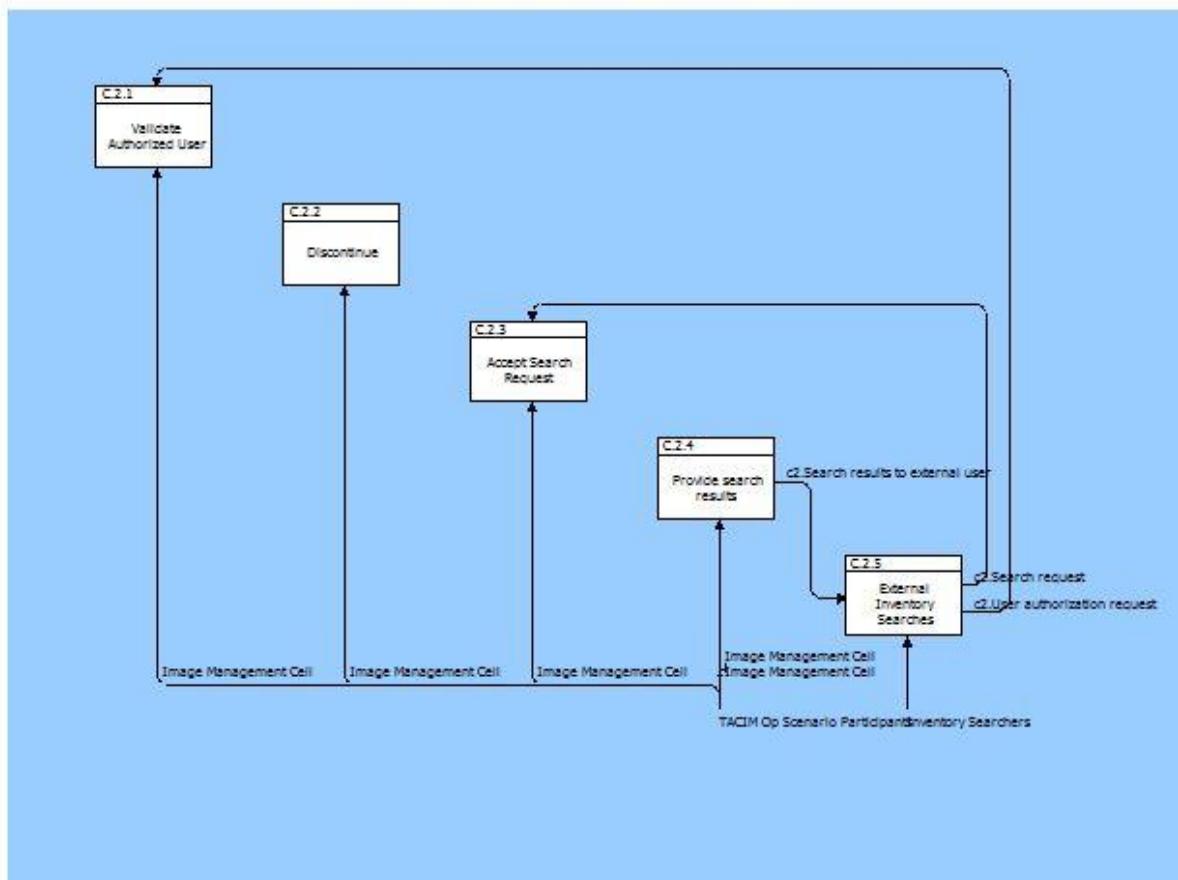 C.2.1
Validate
Authorized User
C.2.2
Discontinue
C.2.3
Accept Search
Request
C.2.4
Provide search
results
c2.Search results to external user
C.2.5
External
Inventory
Searches
c2.Search request
c2.User authorization request
Image Management Cell
Image Management Cell Image Management Cell Image Management Cell Image Management Cell
TACIM Op Scenario Participants Inventory Searchers